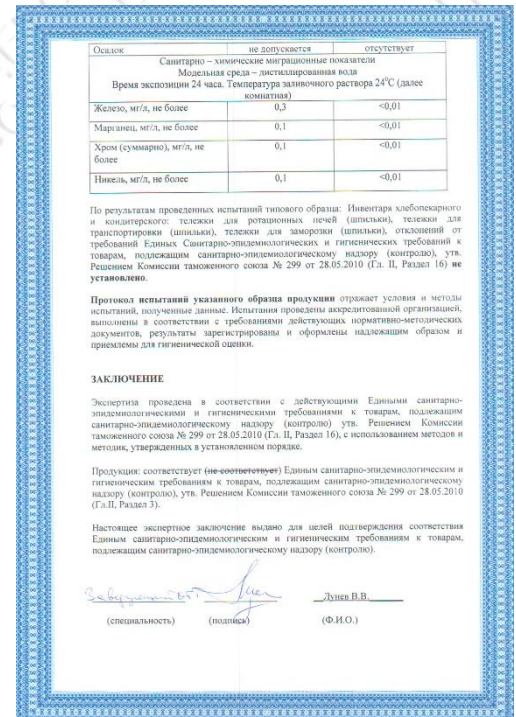 Осадок не допускается отсутствует
Санитарно – химические миграционные показатели
Модельная среда – дистиллированная вода
Время экспозиции 24 часа. Температура заливочного раствора 24°С (далее
комнатная)
Железо, мг/л, не более 0,3 <0,01
Марганец, мг/л, не более 0,1 <0,01
Хром (суммарно), мг/л, не
более 0,1 <0,01
Никель, мг/л, не более 0,1 <0,01
По результатам проведенных испытаний типового образца: Инвентаря хлебопекарного
и кондитерского: тележки для ротационных печей (шпильки), тележки для
транспортировки (шпильки), тележки для заморозки (шпильки), отклонений от
требований Единых Санитарно-эпидемиологических и гигиенических требований к
товарам, подлежащим санитарно-эпидемиологическому надзору (контролю), утв.
Решением Комиссии таможенного союза № 299 от 28.05.2010 (Гл. II, Раздел 16) не
установлено.
Протокол испытаний указанного образца продукции отражает условия и методы
испытаний, полученные данные. Испытания проведены аккредитованной организацией,
выполнены в соответствии с требованиями действующих нормативно-методических
документов, результаты зарегистрированы и оформлены надлежащим образом и
приемлемы для гигиенической оценки.
ЗАКЛЮЧЕНИЕ
Экспертиза проведена в соответствии с действующими Едиными санитарно-
эпидемиологическими и гигиеническими требованиями к товарам, подлежащим
санитарно-эпидемиологическому надзору (контролю) утв. Решением Комиссии
таможенного союза № 299 от 28.05.2010 (Гл. II, Раздел 16), с использованием методов и
методик, утвержденных в установленном порядке.
Продукция: соответствует (не соответствует) Единым санитарно-эпидемиологическим и
гигиеническим требованиям к товарам, подлежащим санитарно-эпидемиологическому
надзору (контролю), утв. Решением Комиссии таможенного союза № 299 от 28.05.2010
(Гл.II, Раздел 3).
Настоящее экспертное заключение выдано для целей подтверждения соответствия
Единым санитарно-эпидемиологическим и гигиеническим требованиям к товарам,
подлежащим санитарно-эпидемиологическому надзору (контролю).
Заведующий Лунев В.В.
(специальность) (подпись) (Ф.И.О.)